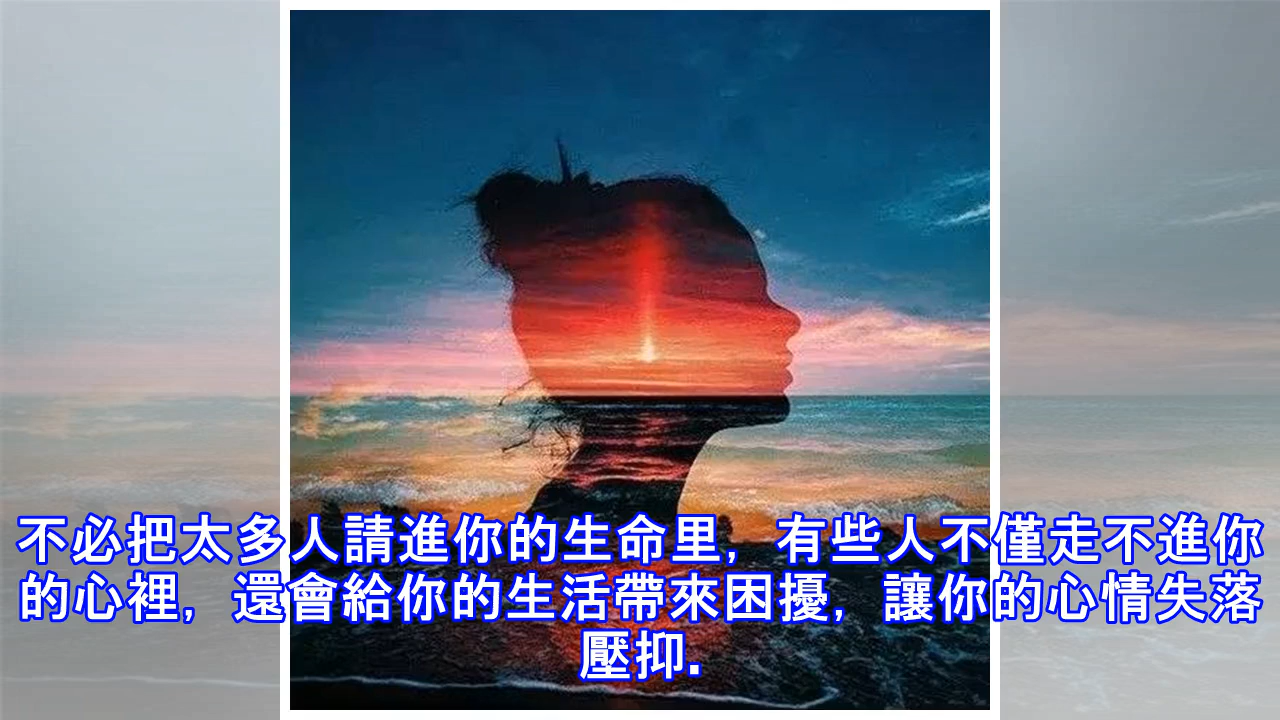 不必把太多人請進你的生命里, 有些人不僅走不進你
的心裡, 還會給你的生活帶來困擾, 讓你的心情失落
壓抑.